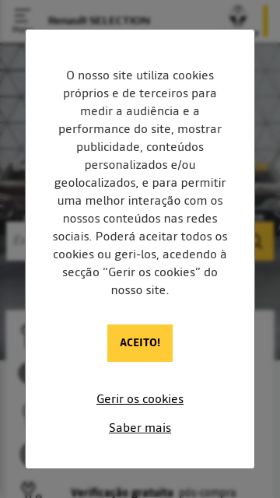 Renault SELECTION
O nosso site utiliza cookies
próprios e de terceiros para
medir a audiência e a
performance do site, mostrar
publicidade, conteúdos
personalizados e/ou
geolocalizados, e para permitir
uma melhor interação com os
nossos conteúdos nas redes
sociais. Poderá aceitar todos os
cookies ou geri-los, acedendo à
secção “Gerir os cookies” do
nosso site.
ACEITO!
Gerir os cookies
Saber mais
Verificação gratuita pós-compra